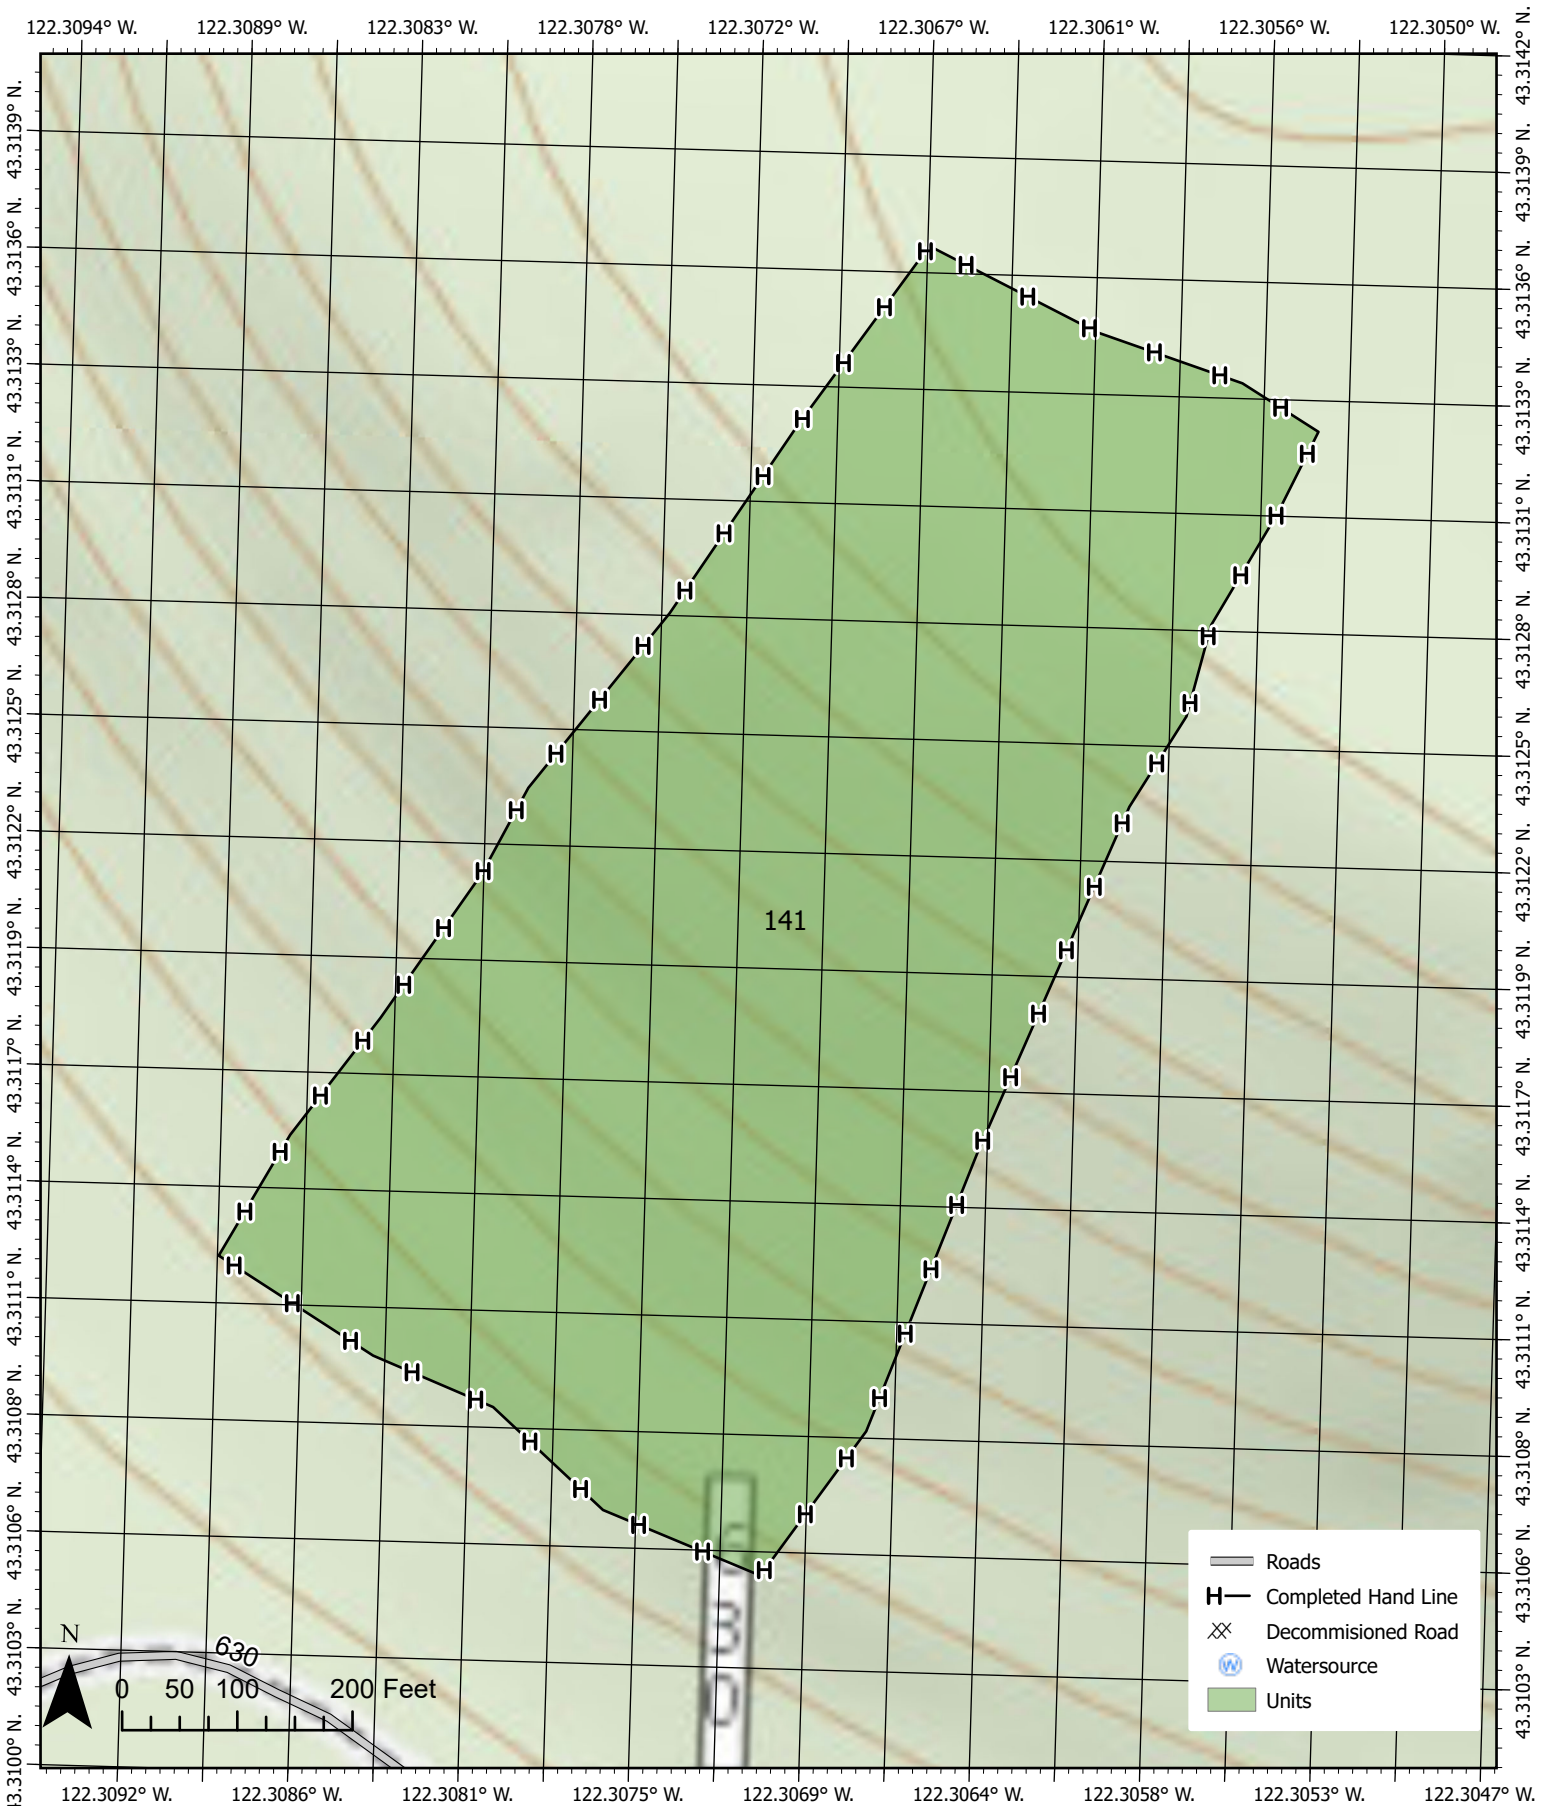 122.3094° W.
122.3089° W.
122.3083° W.
122.3078° W.
122.3072° W.
122.3067° W.
122.3061° W.
122.3056° W.
122.3050° W.
43.3139° N.
43.3136° N.
43.3133° N.
43.3131° N.
43.3128° N.
43.3125° N.
43.3122° N.
43.3119° N.
43.3117° N.
43.3114° N.
43.3111° N.
43.3108° N.
43.3106° N.
43.3103° N.
43.3100° N.
43.3142° N.
43.3139° N.
43.3136° N.
43.3133° N.
43.3131° N.
43.3128° N.
43.3125° N.
43.3122° N.
43.3119° N.
43.3117° N.
43.3114° N.
43.3111° N.
43.3108° N.
43.3106° N.
43.3103° N.
141
630
N
0 50 100 200 Feet
Roads
H Completed Hand Line
Decommisioned Road
W Watersource
Units
122.3092° W.
122.3086° W.
122.3081° W.
122.3075° W.
122.3069° W.
122.3064° W.
122.3058° W.
122.3053° W.
122.3047° W.